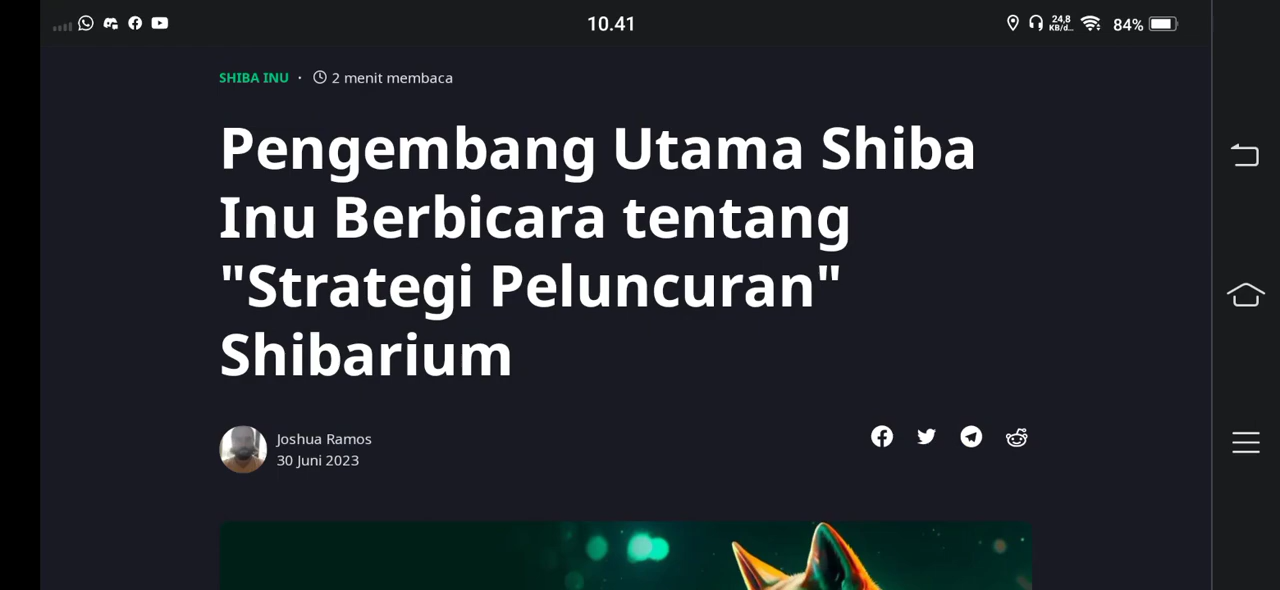 10.41
24,8
KB/d...
84%
SHIBA INU · 2 menit membaca
Pengembang Utama Shiba
Inu Berbicara tentang
"Strategi Peluncuran"
Shibarium
Joshua Ramos
30 Juni 2023